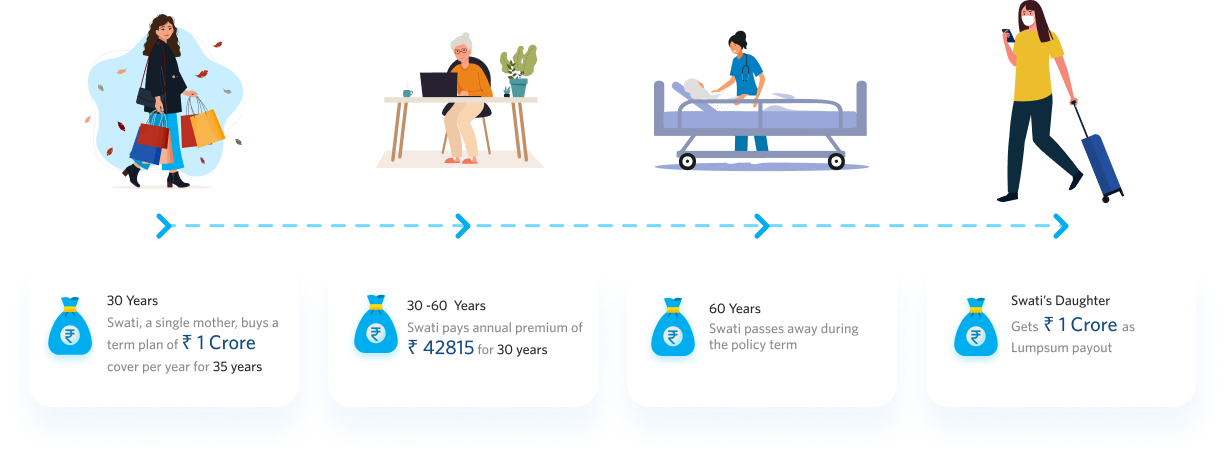 30 Years
Swati, a single mother, buys a
term plan of ₹ 1 Crore
cover per year for 35 years
30 -60 Years
Swati pays annual premium of
₹ 42815 for 30 years
60 Years
Swati passes away during
the policy term
Swati's Daughter
Gets ₹ 1 Crore as
Lumpsum payout